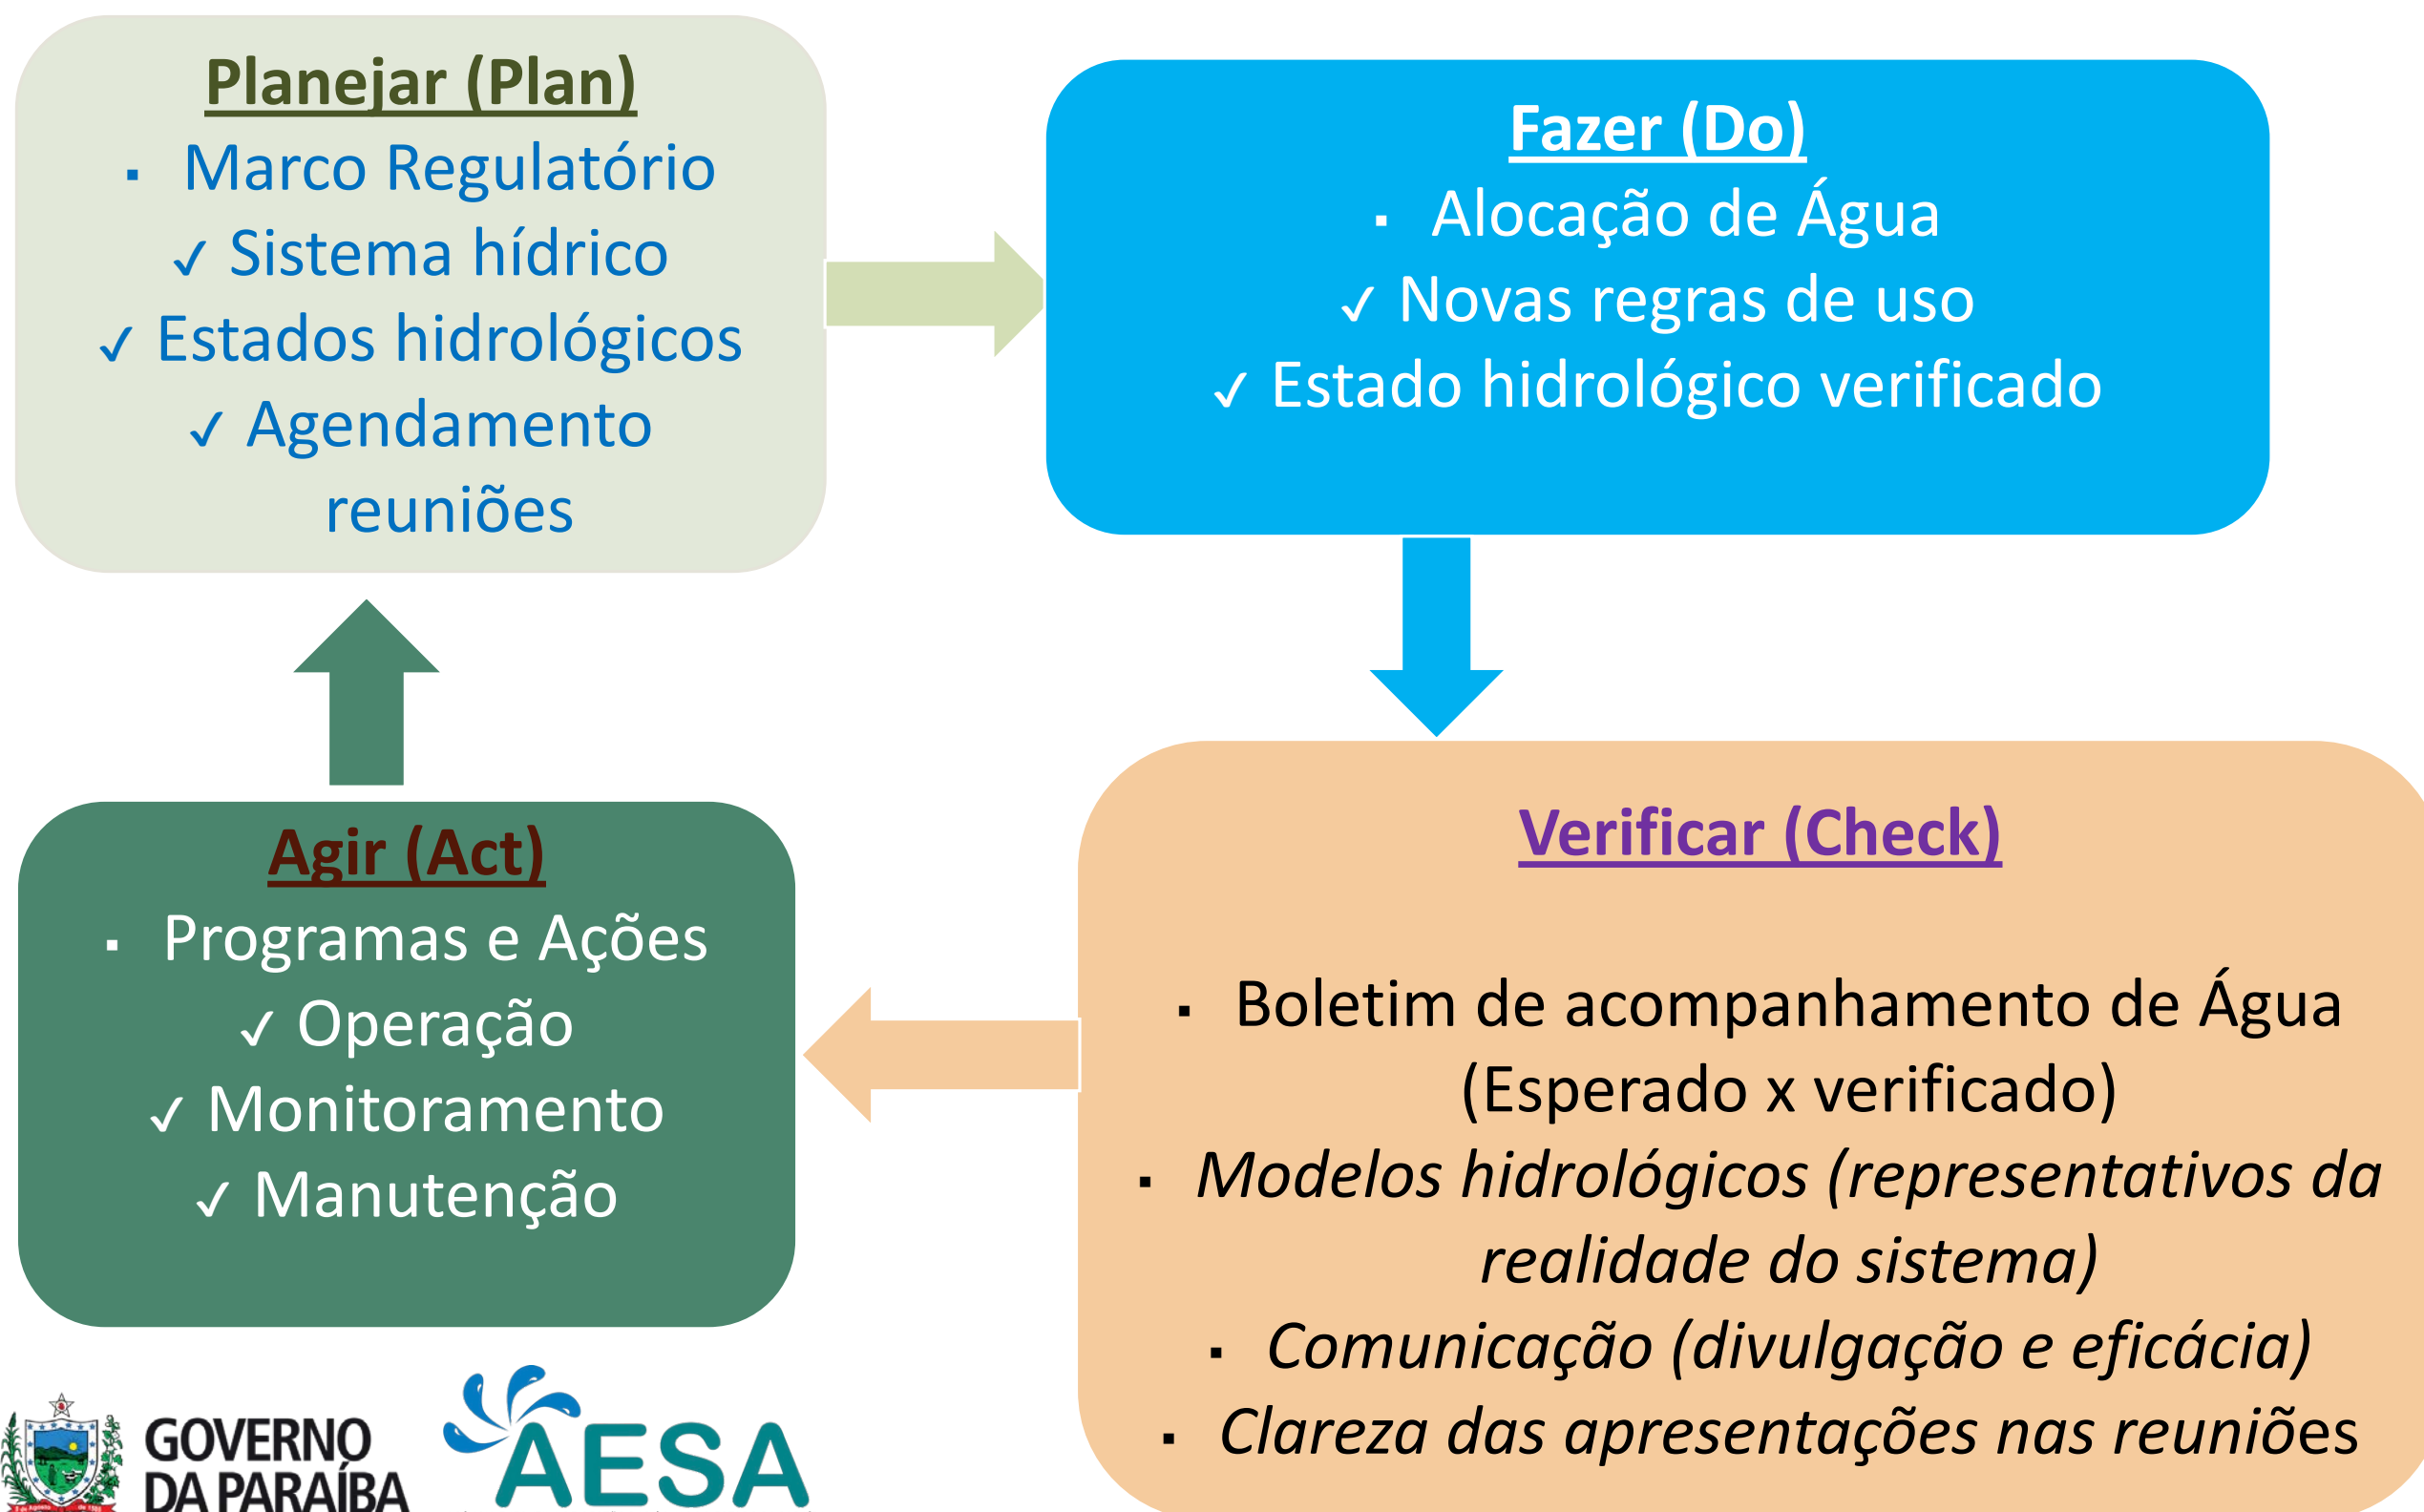 Planejar (Plan)
▪ Marco Regulatório
✓ Sistema hídrico
✓ Estados hidrológicos
✓ Agendamento
reuniões
Fazer (Do)
▪ Alocação de Água
✓ Novas regras de uso
✓ Estado hidrológico verificado
Verificar (Check)
▪ Boletim de acompanhamento de Água
(Esperado x verificado)
▪ Modelos hidrológicos (representativos da
realidade do sistema)
▪ Comunicação (divulgação e eficácia)
▪ Clareza das apresentações nas reuniões
Agir (Act)
▪ Programas e Ações
✓ Operação
✓ Monitoramento
✓ Manutenção
GOVERNO
DA PARAÍBA
AESA